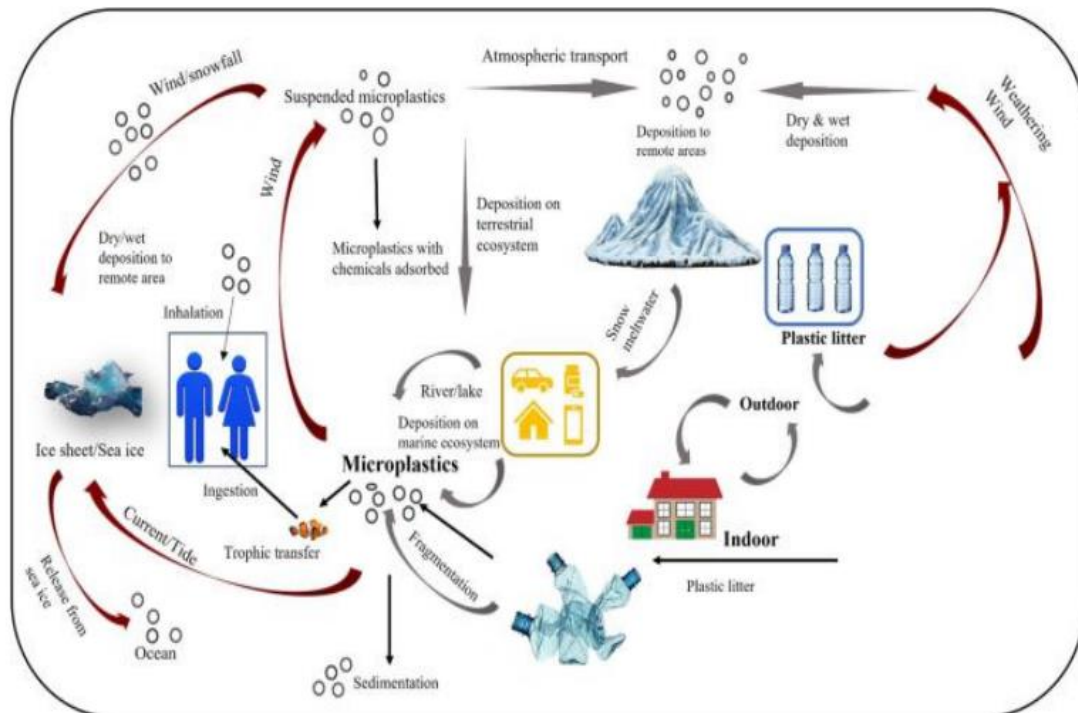 Wind/snowfall
Suspended microplastics
Atmospheric transport
Deposition to
remote areas
Dry & wet
deposition
Weathering
Wind
Wind
Dry/wet
deposition to
remote area
Microplastics with
chemicals adsorbed
Deposition on
terrestrial
ecosystem
Inhalation
Snow
meltwater
Plastic litter
River/lake
Deposition on
marine ecosystem
Outdoor
Ice sheet/Sea ice
Microplastics
Ingestion
Indoor
Current/Tide
Trophic transfer
Fragmentation
Plastic litter
Release from
sea ice
Ocean
Sedimentation